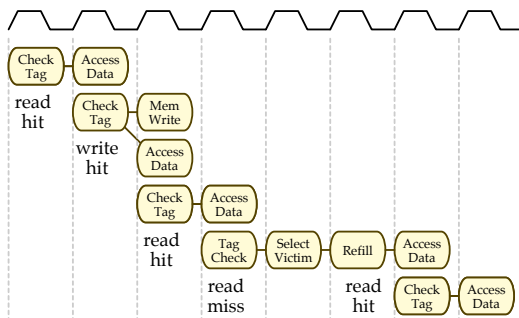 Check Tag
Access Data
read hit
Check Tag
Mem Write
write hit
Access Data
Check Tag
Access Data
read hit
Tag Check
Select Victim
Refill
Access Data
read miss
read hit
Check Tag
Access Data